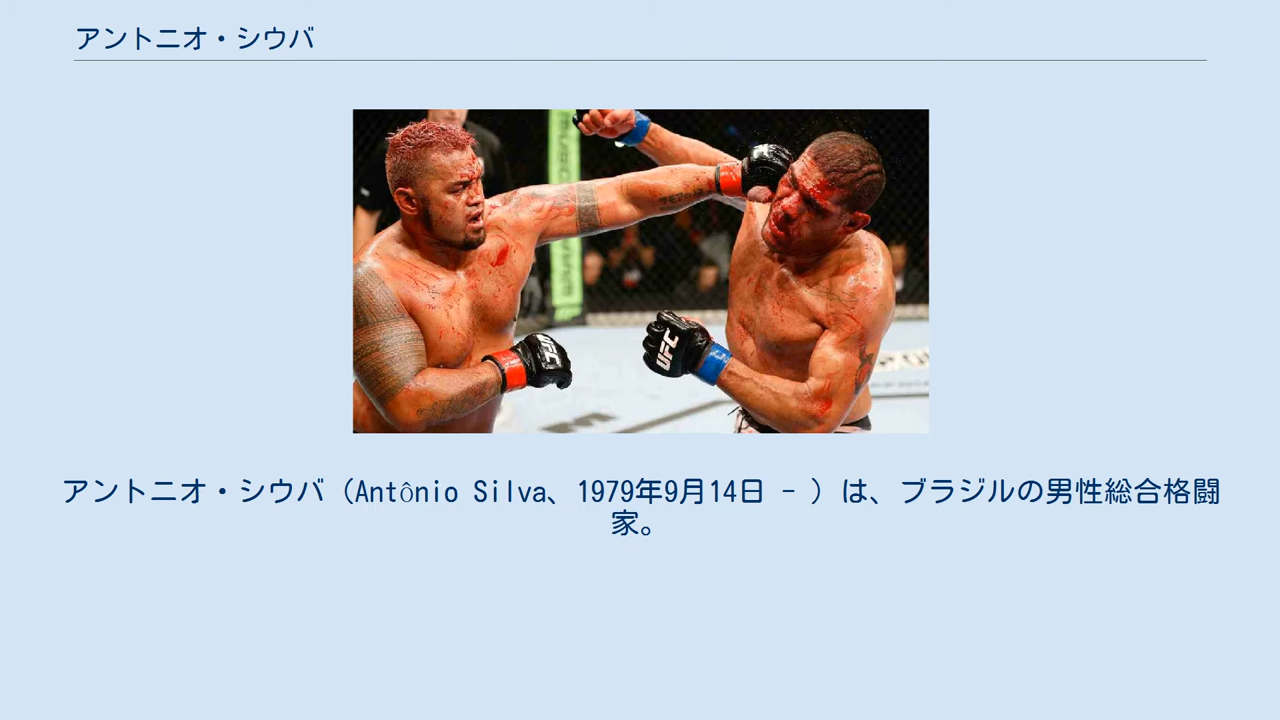 アントニオ・シウバ
UFC
UFC
アントニオ・シウバ（Antônio Silva、1979年9月14日 - ）は、ブラジルの男性総合格闘
家。